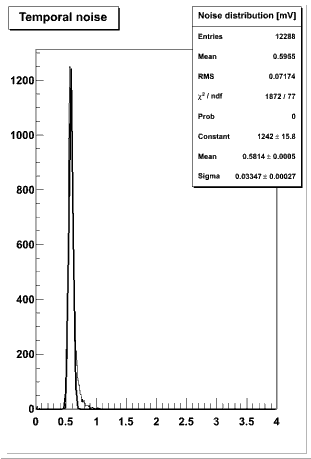 Temporal noise
Noise distribution [mV]
Entries 12288
Mean 0.5955
RMS 0.07174
χ² / ndf 1872 / 77
Prob 0
Constant 1242 ± 15.8
Mean 0.5814 ± 0.0005
Sigma 0.03347 ± 0.00027
1200
1000
800
600
400
200
0
0 0.5 1 1.5 2 2.5 3 3.5 4